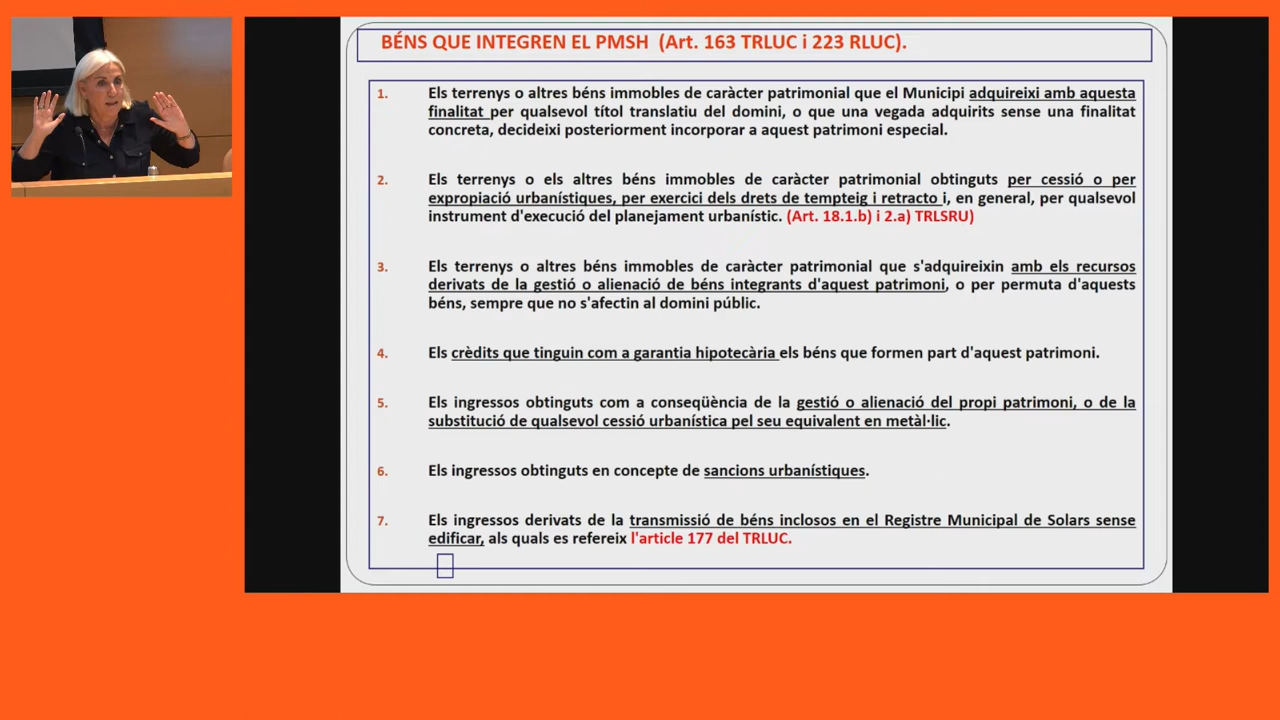 BÉNS QUE INTEGREN EL PMSH (Art. 163 TRLUC i 223 RLUC).
1. Els terrenys o altres béns immobles de caràcter patrimonial que el Municipi adquireixi amb aquesta
finalitat per qualsevol títol translatiu del domini, o que una vegada adquirits sense una finalitat
concreta, decideixi posteriorment incorporar a aquest patrimoni especial.
2. Els terrenys o els altres béns immobles de caràcter patrimonial obtinguts per cessió o per
expropiació urbanístiques, per exercici dels drets de tempteig i retracto i, en general, per qualsevol
instrument d'execució del planejament urbanístic. (Art. 18.1.b) i 2.a) TRLSRU)
3. Els terrenys o altres béns immobles de caràcter patrimonial que s'adquireixin amb els recursos
derivats de la gestió o alienació de béns integrants d'aquest patrimoni, o per permuta d'aquests
béns, sempre que no s'afectin al domini públic.
4. Els crèdits que tinguin com a garantia hipotecària els béns que formen part d'aquest patrimoni.
5. Els ingressos obtinguts com a conseqüència de la gestió o alienació del propi patrimoni, o de la
substitució de qualsevol cessió urbanística pel seu equivalent en metàl·lic.
6. Els ingressos obtinguts en concepte de sancions urbanístiques.
7. Els ingressos derivats de la transmissió de béns inclosos en el Registre Municipal de Solars sense
edificar, als quals es refereix l'article 177 del TRLUC.